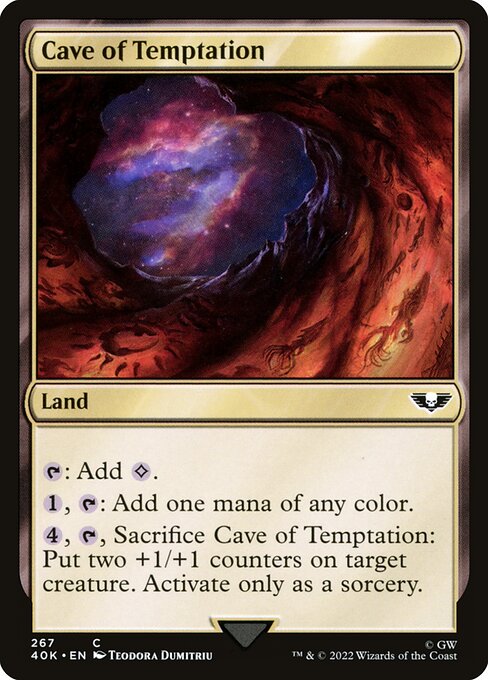 Cave of Temptation
Land
: Add .
1, : Add one mana of any color.
4, , Sacrifice Cave of Temptation:
Put two +1/+1 counters on target
creature. Activate only as a sorcery.
267 C
© GW
40K • EN Teodora Dumitriu
™ & © 2022 Wizards of the Coast